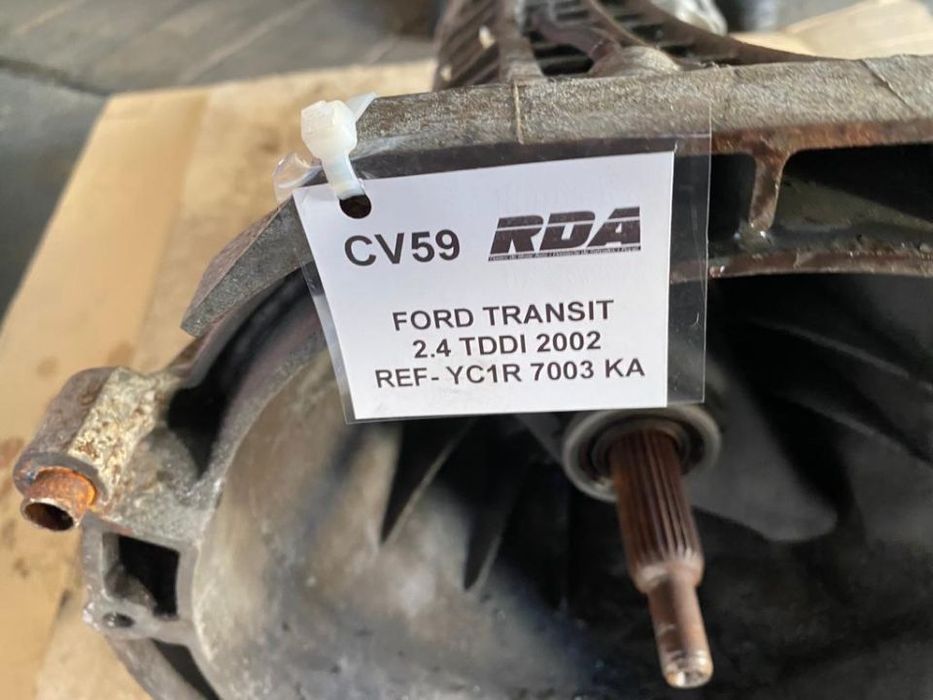 CV59 RDA
FORD TRANSIT
2.4 TDDI 2002
REF- YC1R 7003 KA